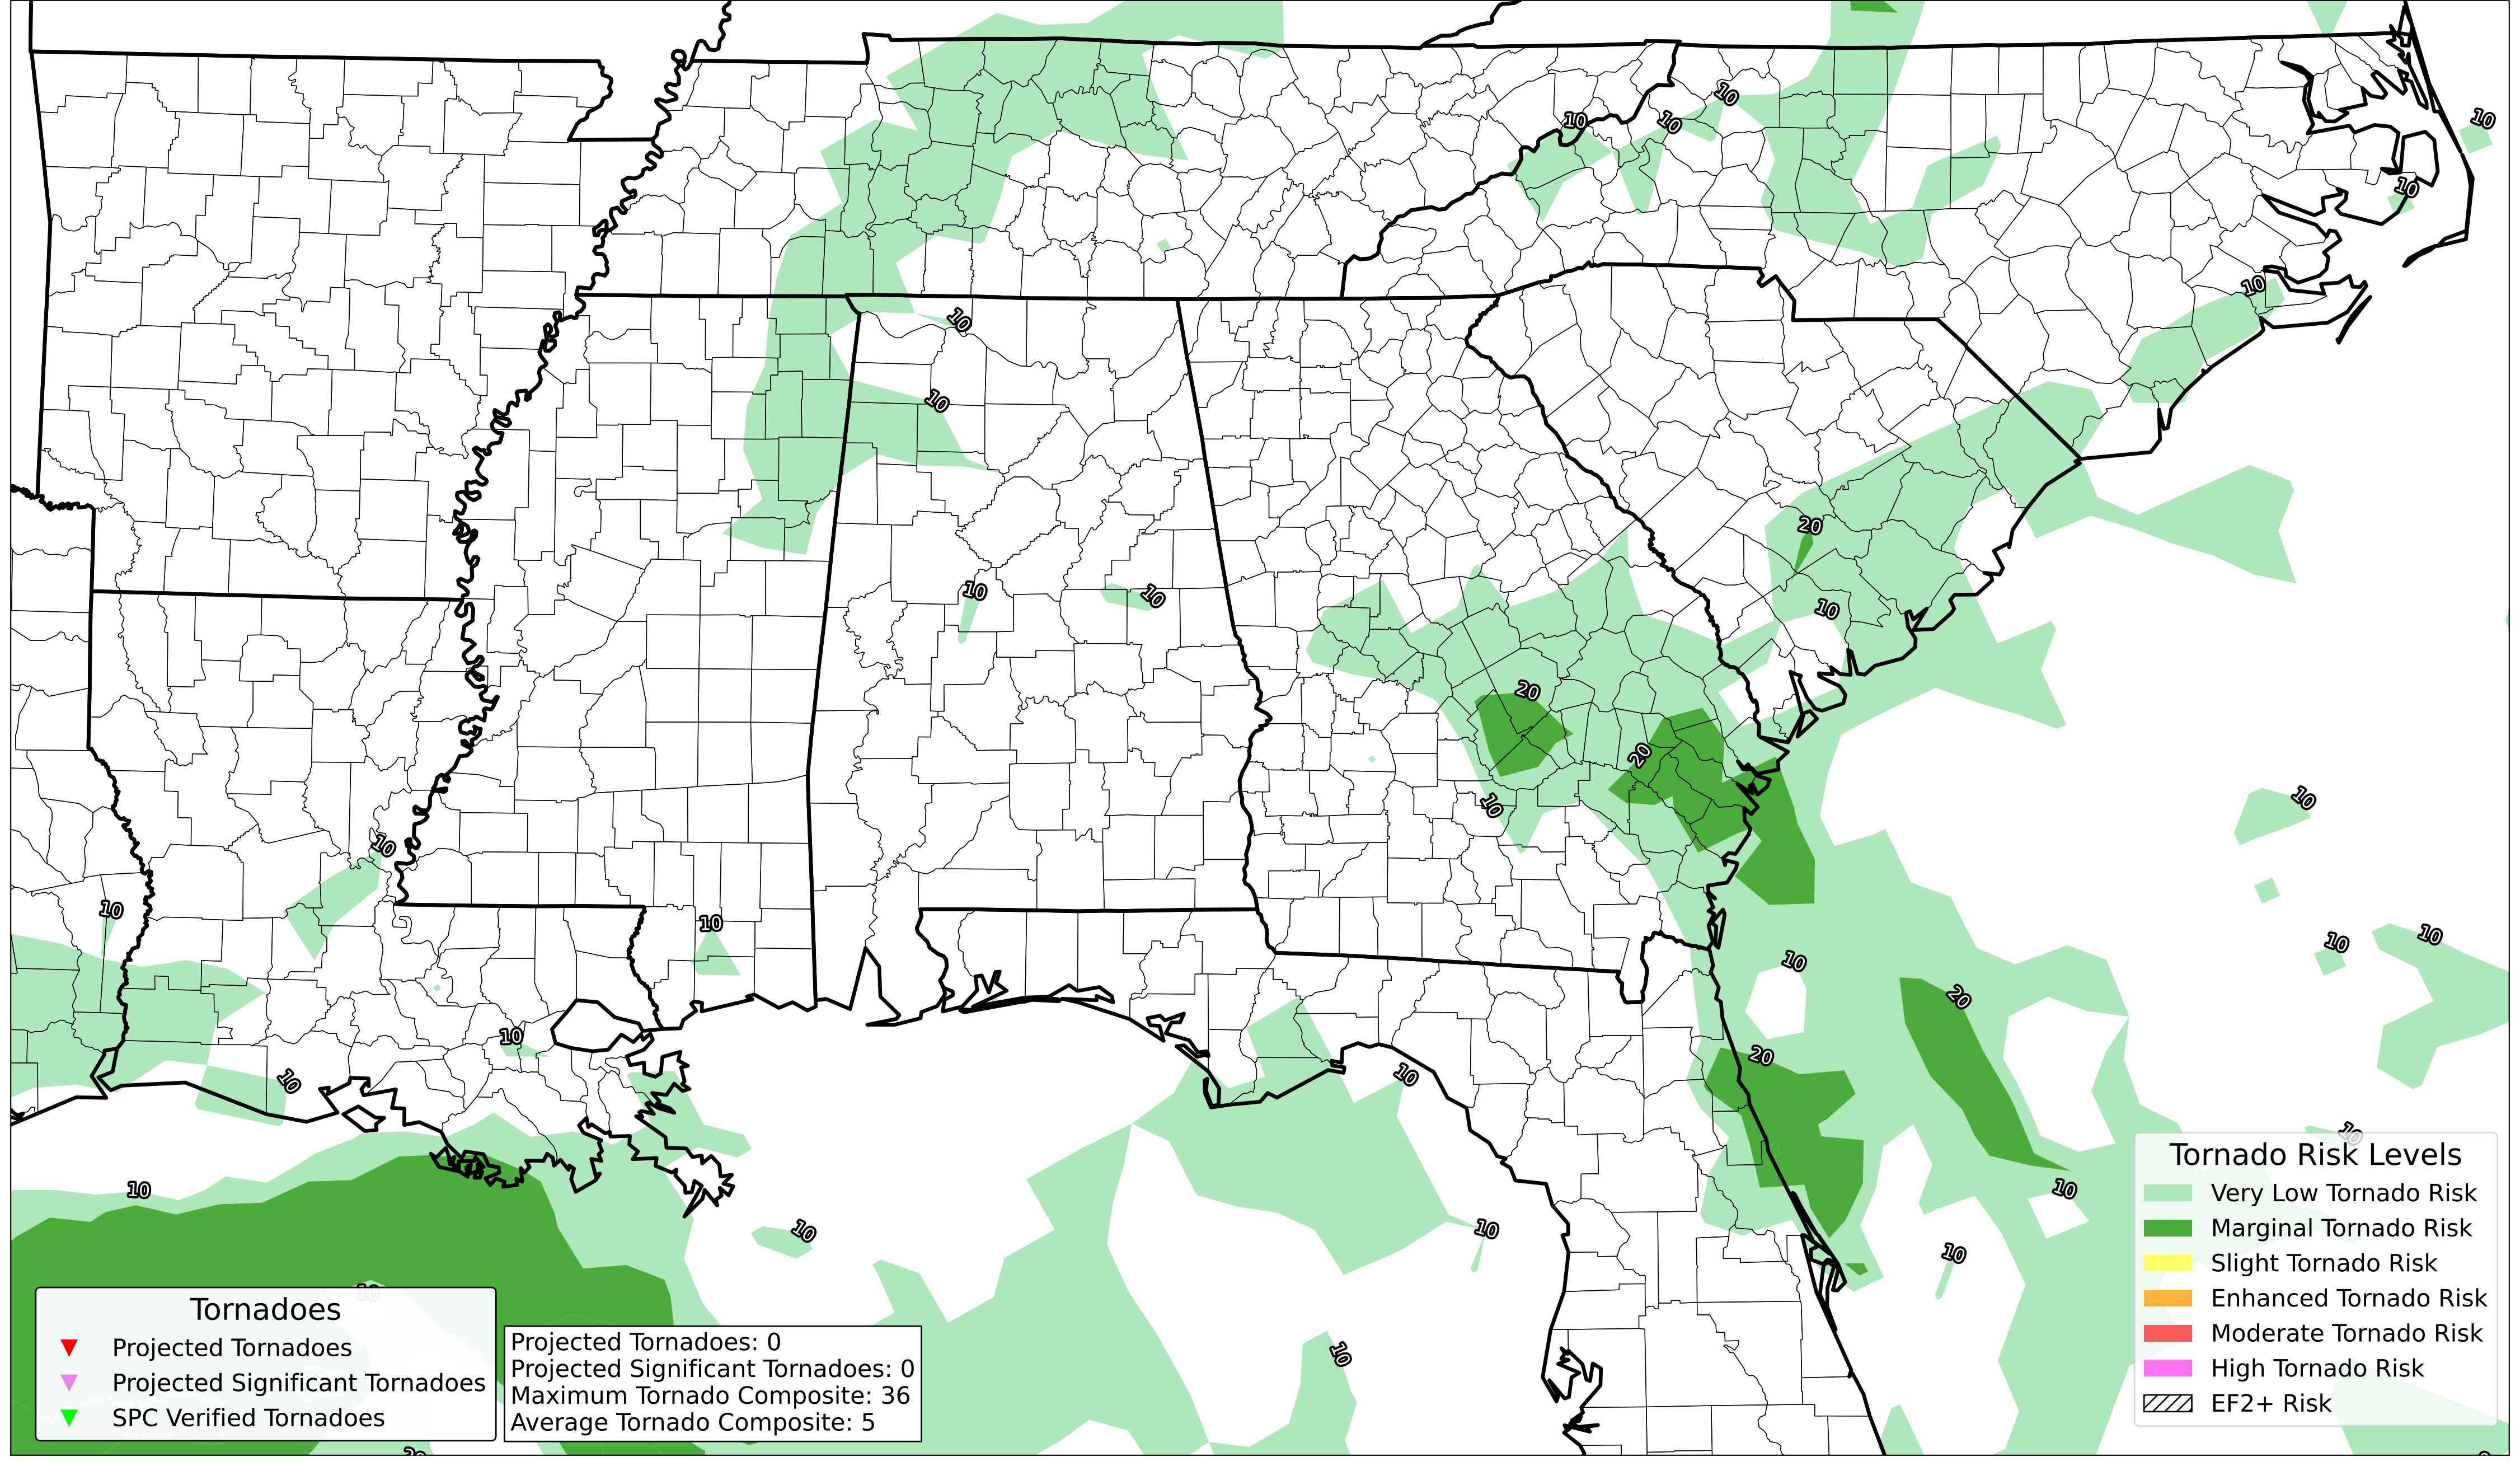 10
10
10
10
10
10
10
10
10
20
10
10
10
20
20
10
10
10
10
10
10
10
10
20
10
20
10
10
10
10
10
10
10
10
10
10
Tornado Risk Levels
Very Low Tornado Risk
Marginal Tornado Risk
Slight Tornado Risk
Enhanced Tornado Risk
Moderate Tornado Risk
High Tornado Risk
EF2+ Risk
Tornadoes
Projected Tornadoes
Projected Significant Tornadoes
SPC Verified Tornadoes
Projected Tornadoes: 0
Projected Significant Tornadoes: 0
Maximum Tornado Composite: 36
Average Tornado Composite: 5